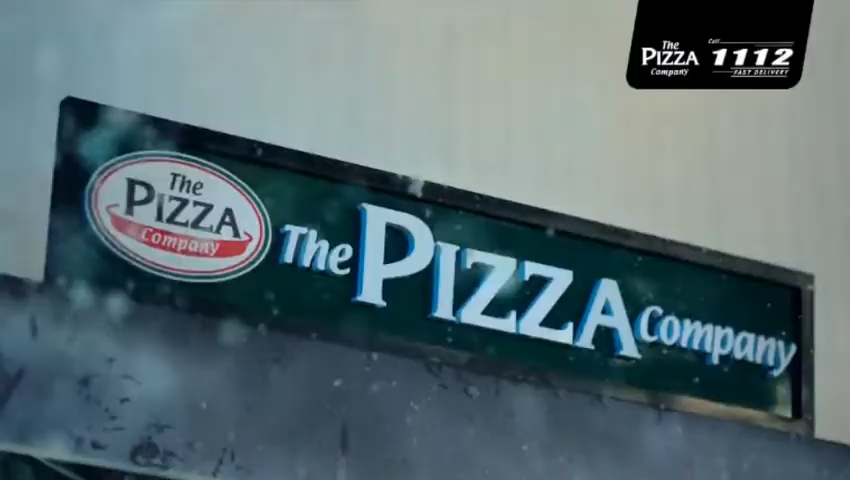 The
PIZZA
Company
Call
1112
FAST DELIVERY
The
PIZZA
Company
The PIZZA Company